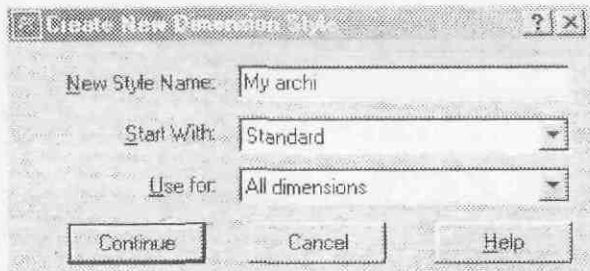 Create New Dimension Style
New Style Name: My archi
Start With: Standard
Use for: All dimensions
Continue Cancel Help